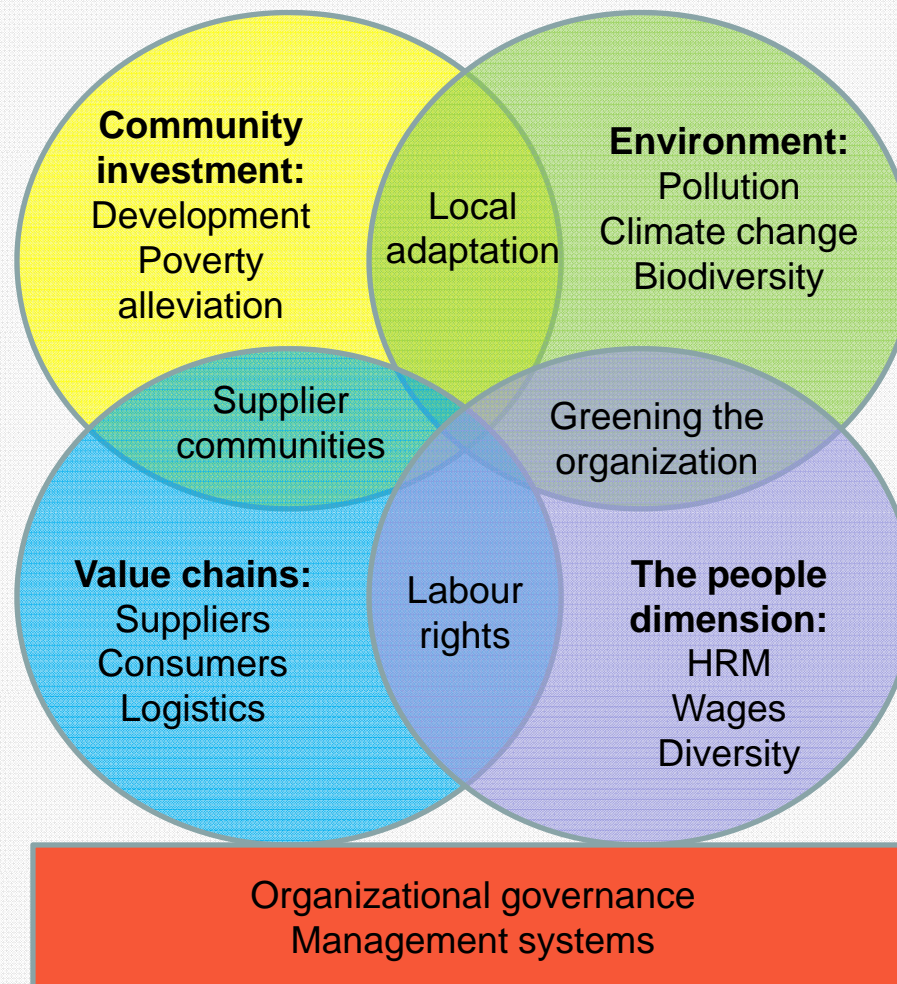 Community
investment:
Development
Poverty
alleviation
Local
adaptation
Environment:
Pollution
Climate change
Biodiversity
Supplier
communities
Greening the
organization
Value chains:
Suppliers
Consumers
Logistics
Labour
rights
The people
dimension:
HRM
Wages
Diversity
Organizational governance
Management systems